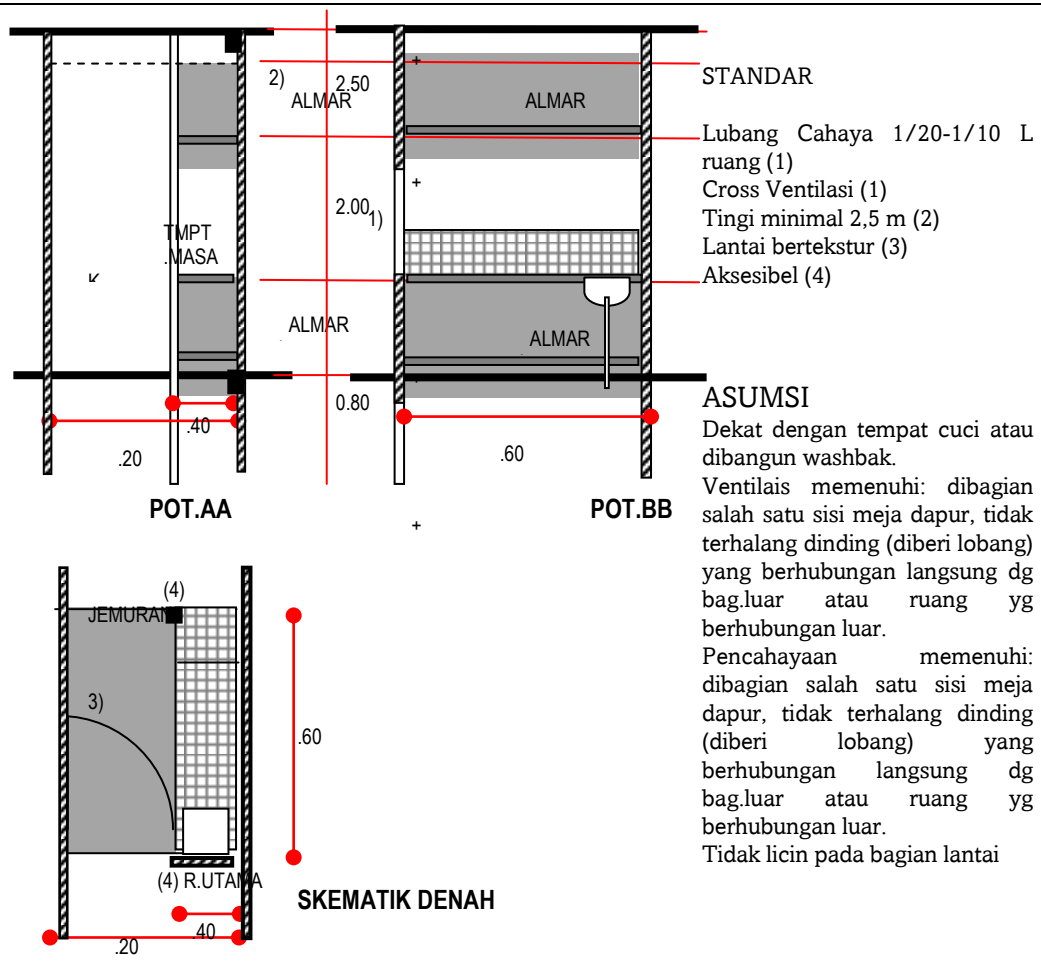 2)
2.50
ALMAR
ALMAR
+
2.00
1)
+
TMPT
.MASA
K
ALMAR
.
ALMAR
0.80
.40
.20
.60
POT.AA
POT.BB
+
STANDAR
Lubang Cahaya 1/20-1/10 L
ruang (1)
Cross Ventilasi (1)
Tingi minimal 2,5 m (2)
Lantai bertekstur (3)
Aksesibel (4)
ASUMSI
Dekat dengan tempat cuci atau
dibangun washbak.
Ventilais memenuhi: dibagian
salah satu sisi meja dapur, tidak
terhalang dinding (diberi lobang)
yang berhubungan langsung dg
bag.luar atau ruang yg
berhubungan luar.
Pencahayaan memenuhi:
dibagian salah satu sisi meja
dapur, tidak terhalang dinding
(diberi lobang) yang
berhubungan langsung dg
bag.luar atau ruang yg
berhubungan luar.
Tidak licin pada bagian lantai
(4)
JEMURAN
3)
.60
(4) R.UTAMA
.40
.20
SKEMATIK DENAH